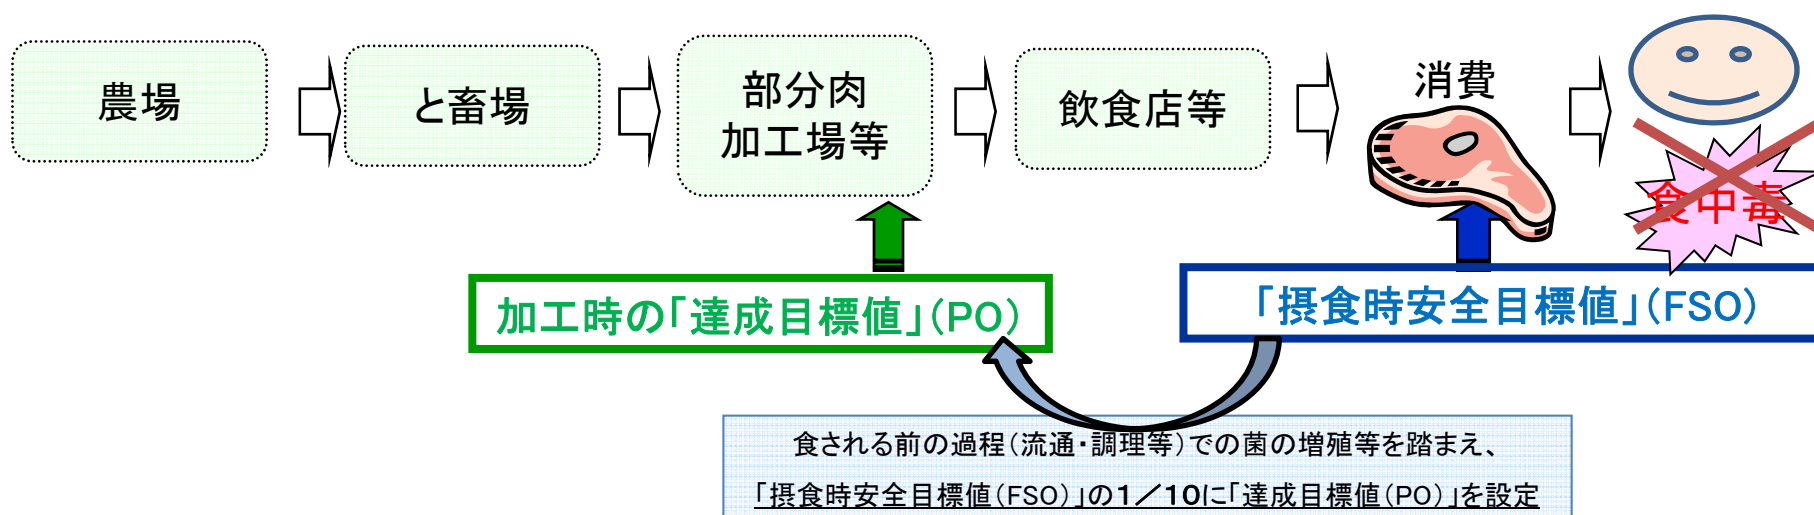 農場
と畜場
部分肉
加工場等
飲食店等
消費
食中毒
加工時の「達成目標値」(PO)
「摂食時安全目標値」(FSO)
食される前の過程(流通・調理等)での菌の増殖等を踏まえ、
「摂食時安全目標値(FSO)」の1/10に「達成目標値(PO)」を設定